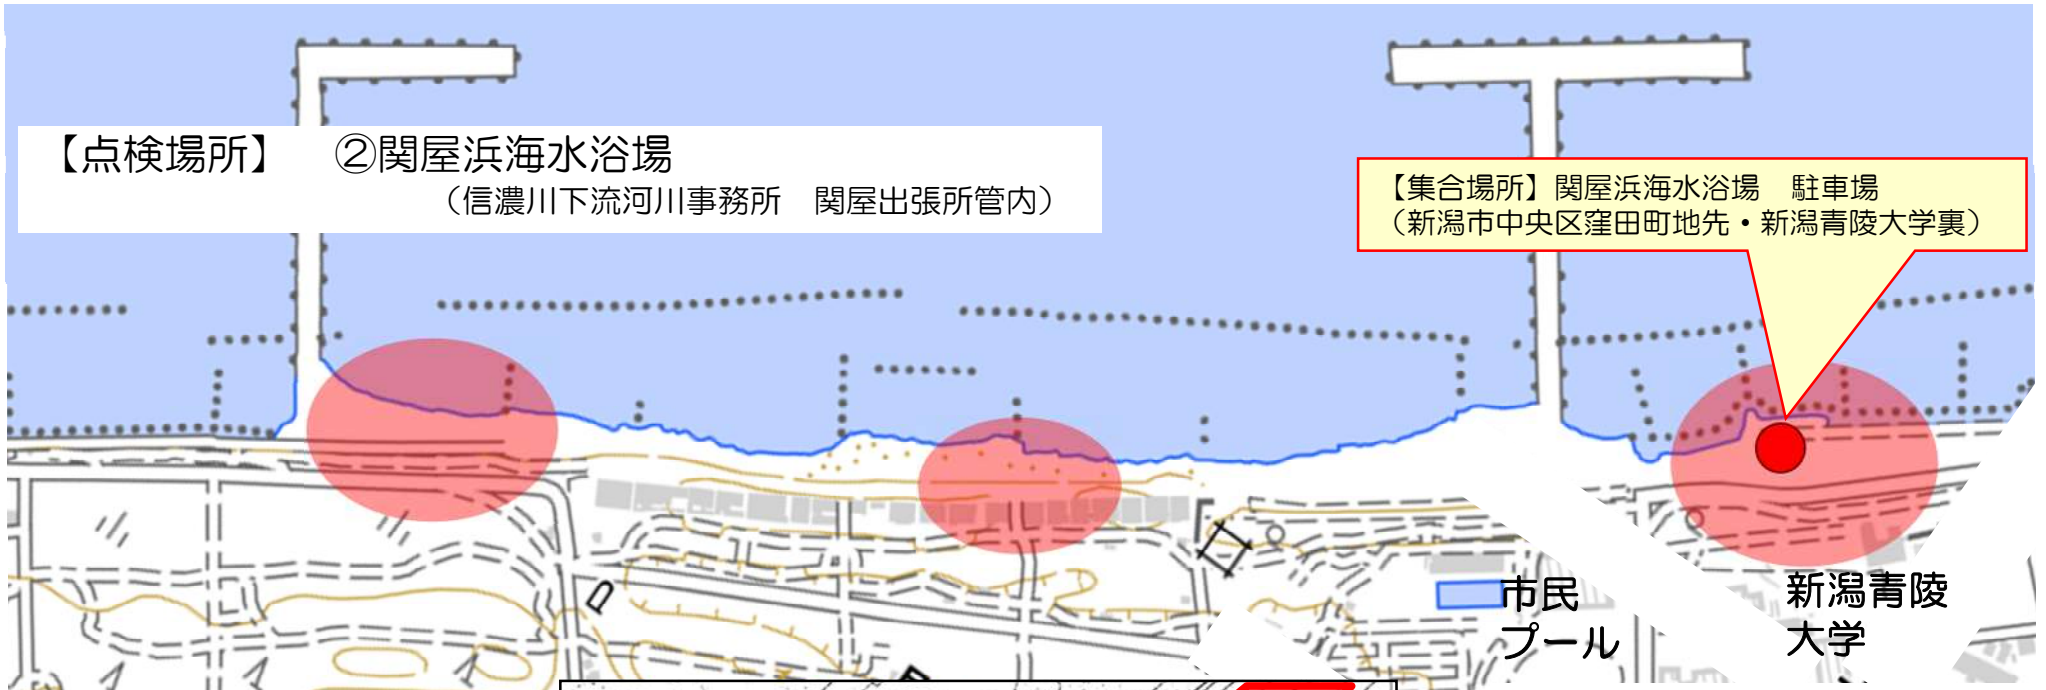 【点検場所】　②関屋浜海水浴場
（信濃川下流河川事務所　関屋出張所管内）
【集合場所】関屋浜海水浴場　駐車場
（新潟市中央区窪田町地先・新潟青陵大学裏）
市民
プール
新潟青陵
大学